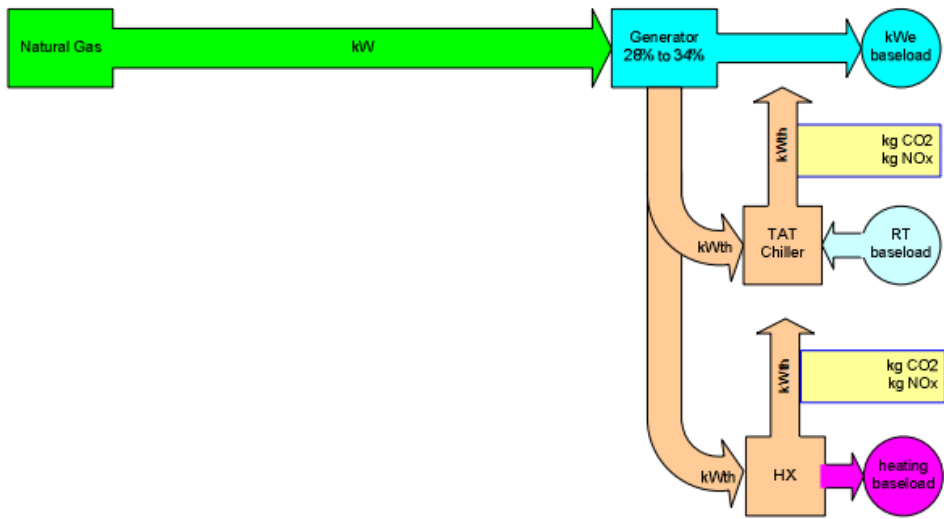 Natural Gas
kW
Generator
28% to 34%
kWe
baseload
kWth
kg CO2
kg NOx
kWth
TAT
Chiller
RT
baseload
kWth
kg CO2
kg NOx
kWth
HX
heating
baseload